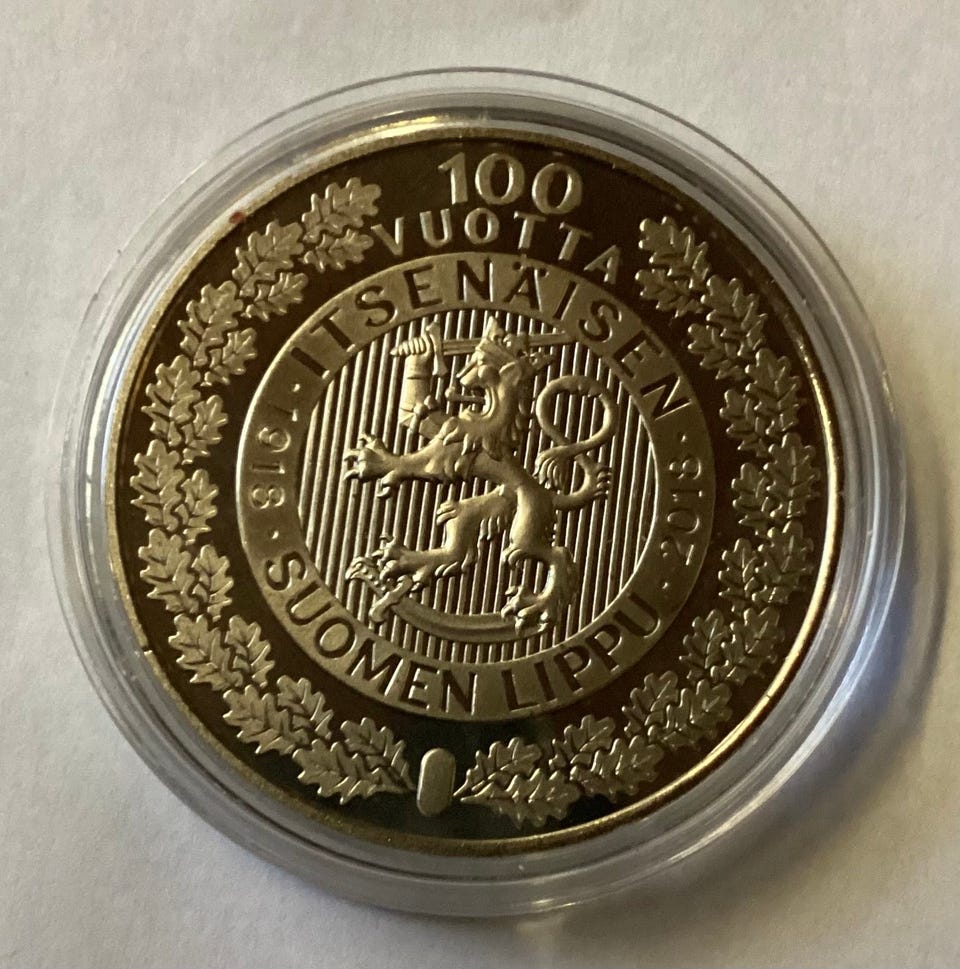 100
VUOTTA
ITSENÄISEN
1918 · 2018
SUOMEN LIPPU